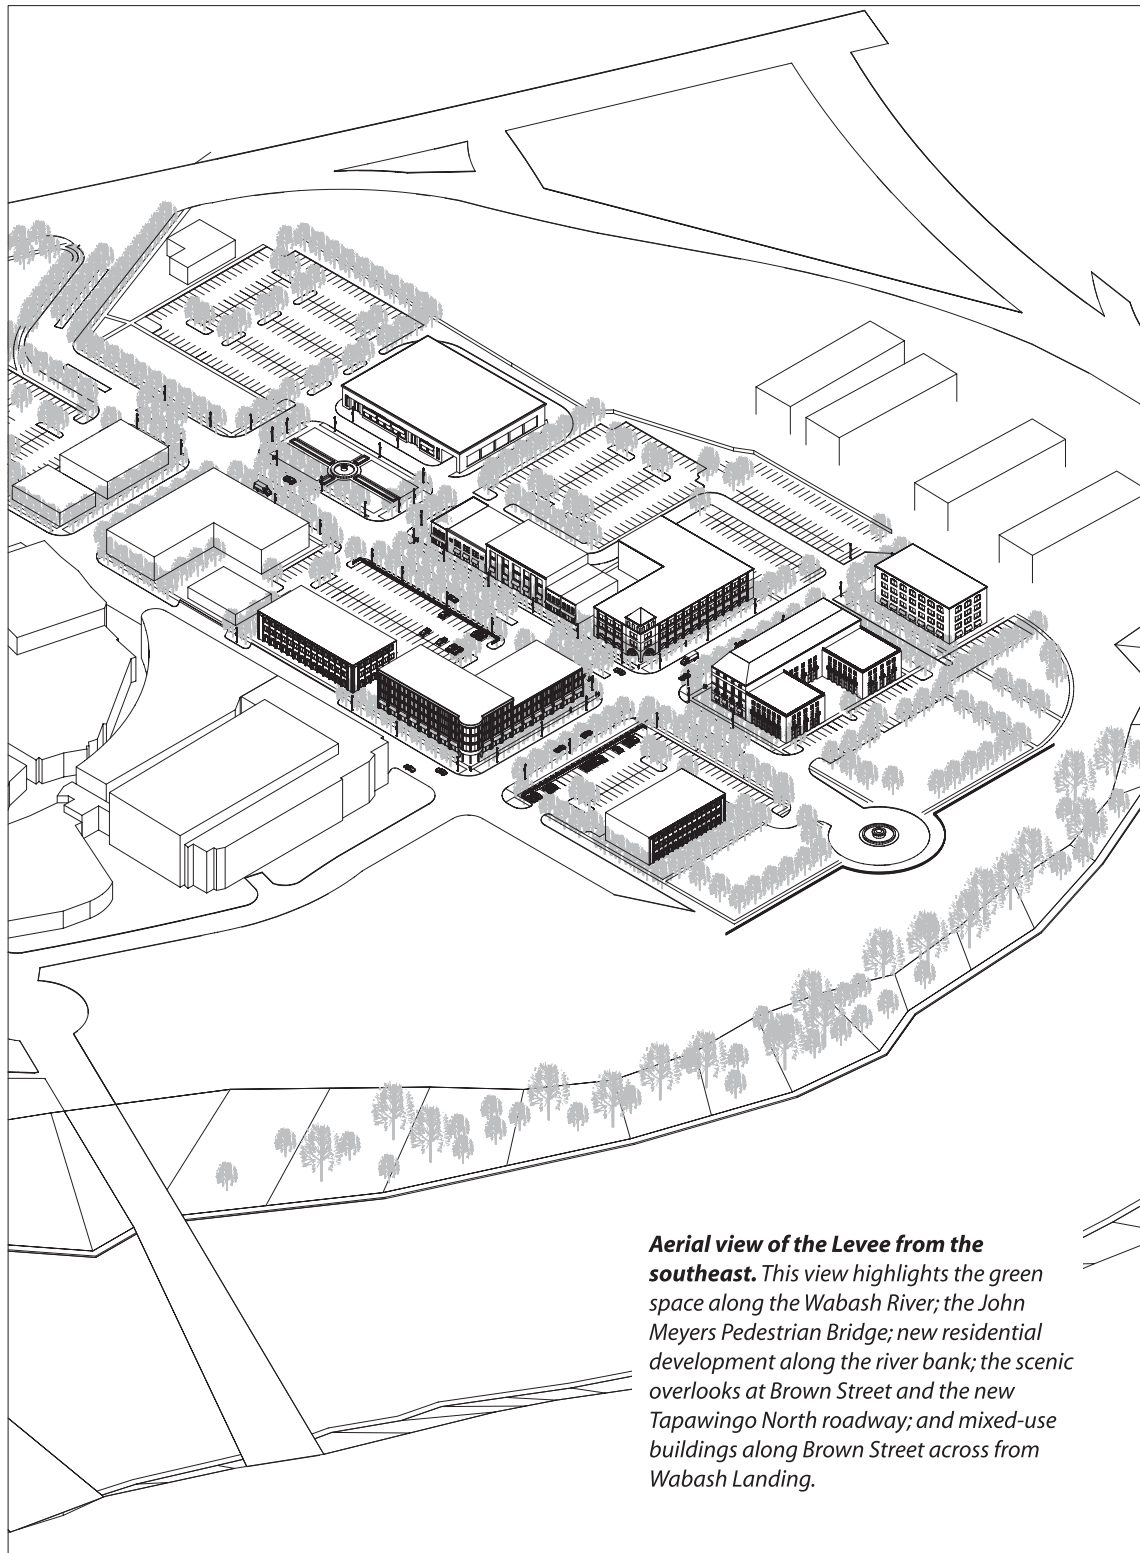 Aerial view of the Levee from the
southeast. This view highlights the green
space along the Wabash River; the John
Meyers Pedestrian Bridge; new residential
development along the river bank; the scenic
overlooks at Brown Street and the new
Tapawingo North roadway; and mixed-use
buildings along Brown Street across from
Wabash Landing.